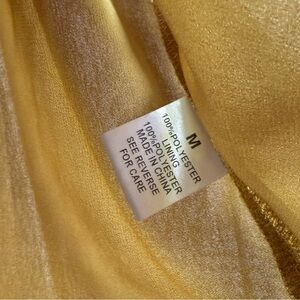 M
100%POLYESTER
LINING
100%POLYESTER
MADE IN CHINA
SEE REVERSE
FOR CARE